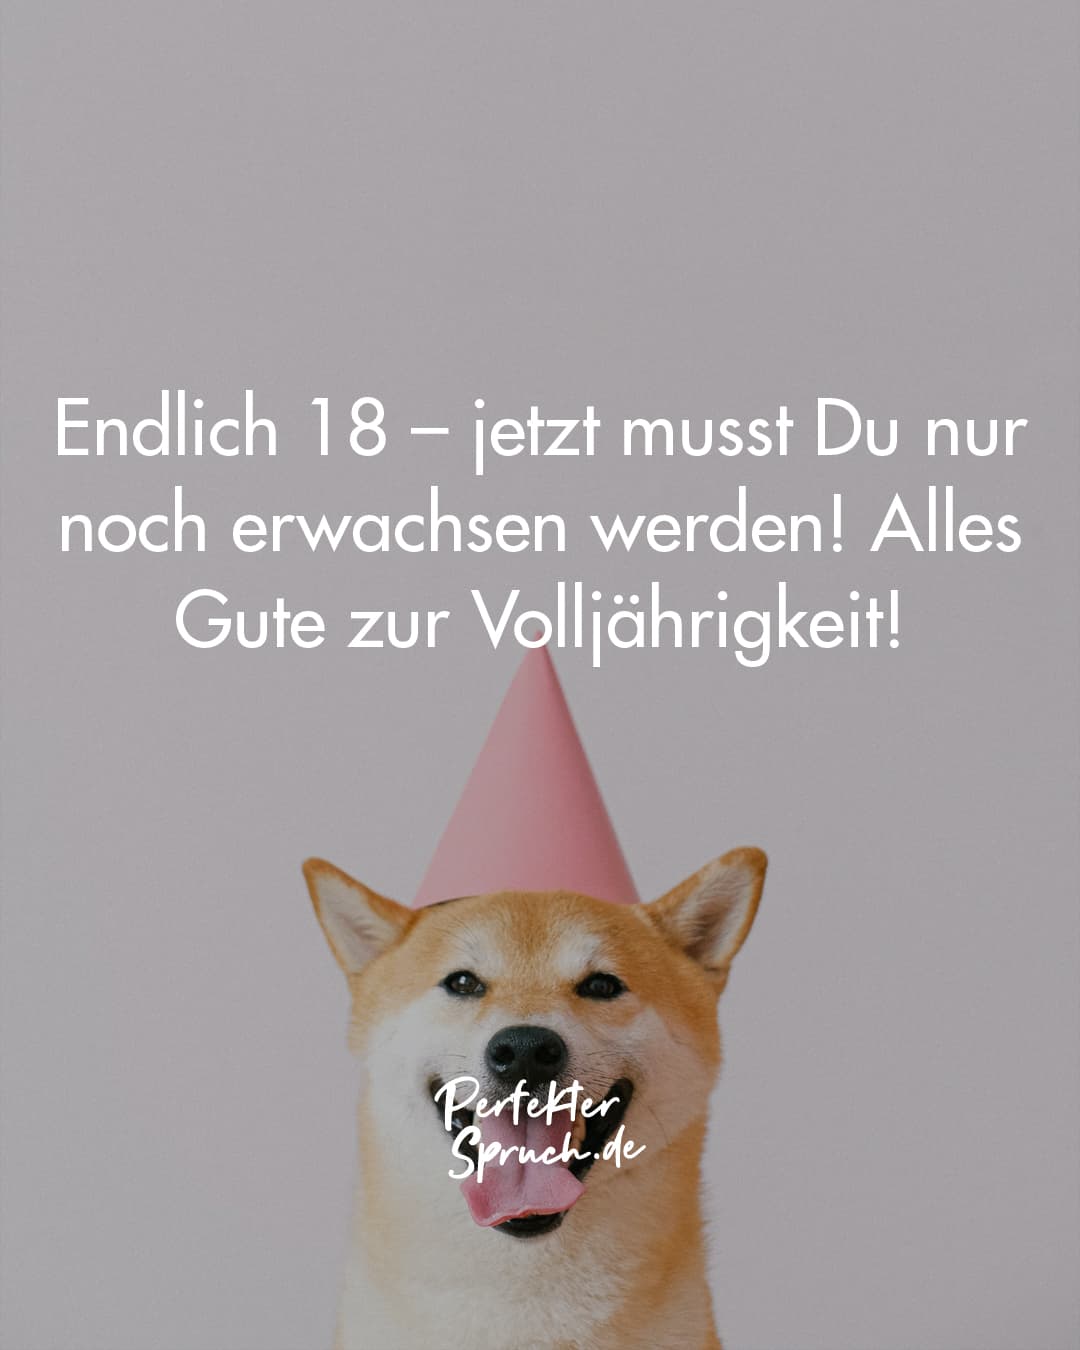 Endlich 18 – jetzt musst Du nur
noch erwachsen werden! Alles
Gute zur Volljährigkeit!
Perfekter
Spruch.de